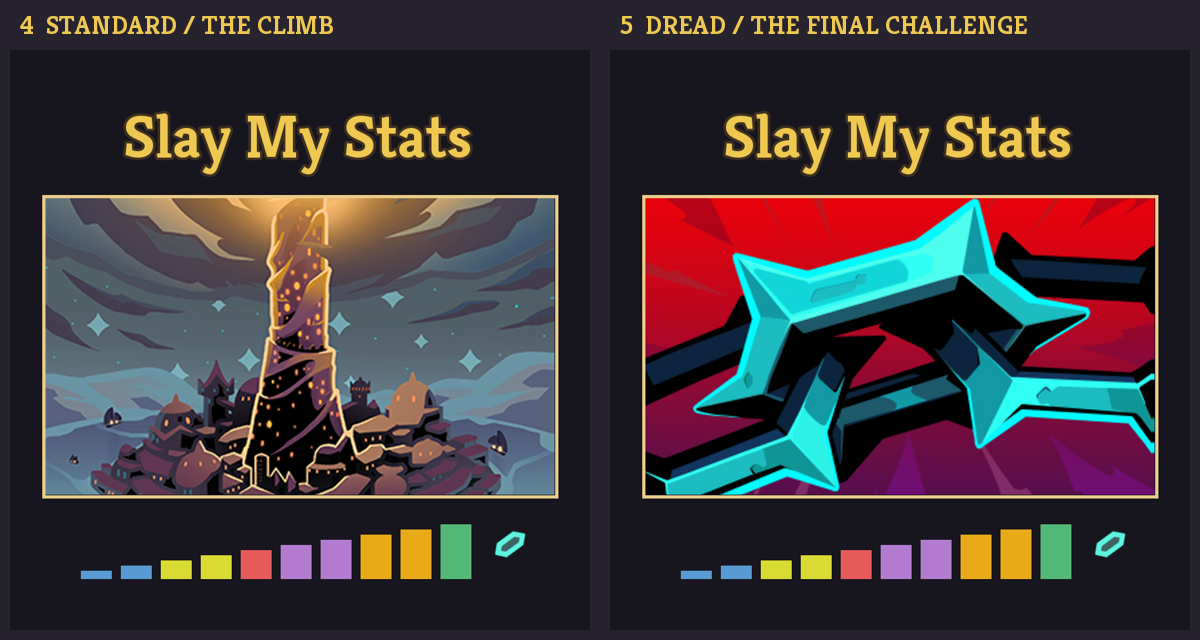 4 STANDARD / THE CLIMB
5 DREAD / THE FINAL CHALLENGE
Slay My Stats
Slay My Stats